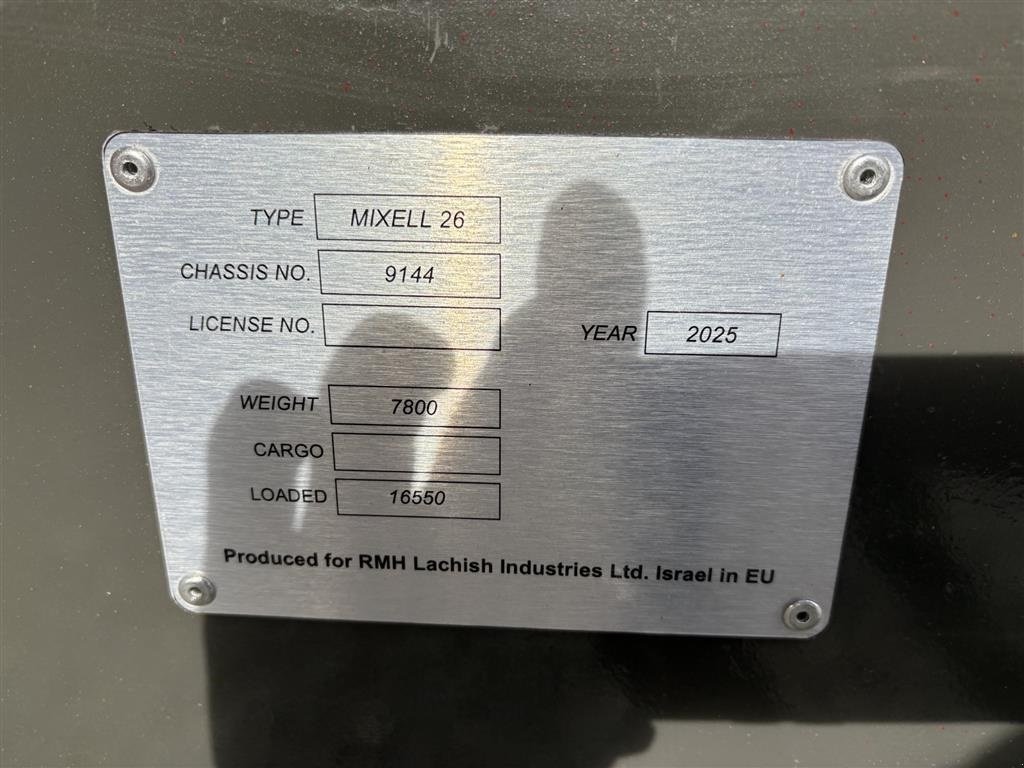 TYPE MIXELL 26
CHASSIS NO. 9144
LICENSE NO.
YEAR 2025
WEIGHT 7800
CARGO
LOADED 16550
Produced for RMH Lachish Industries Ltd. Israel in EU